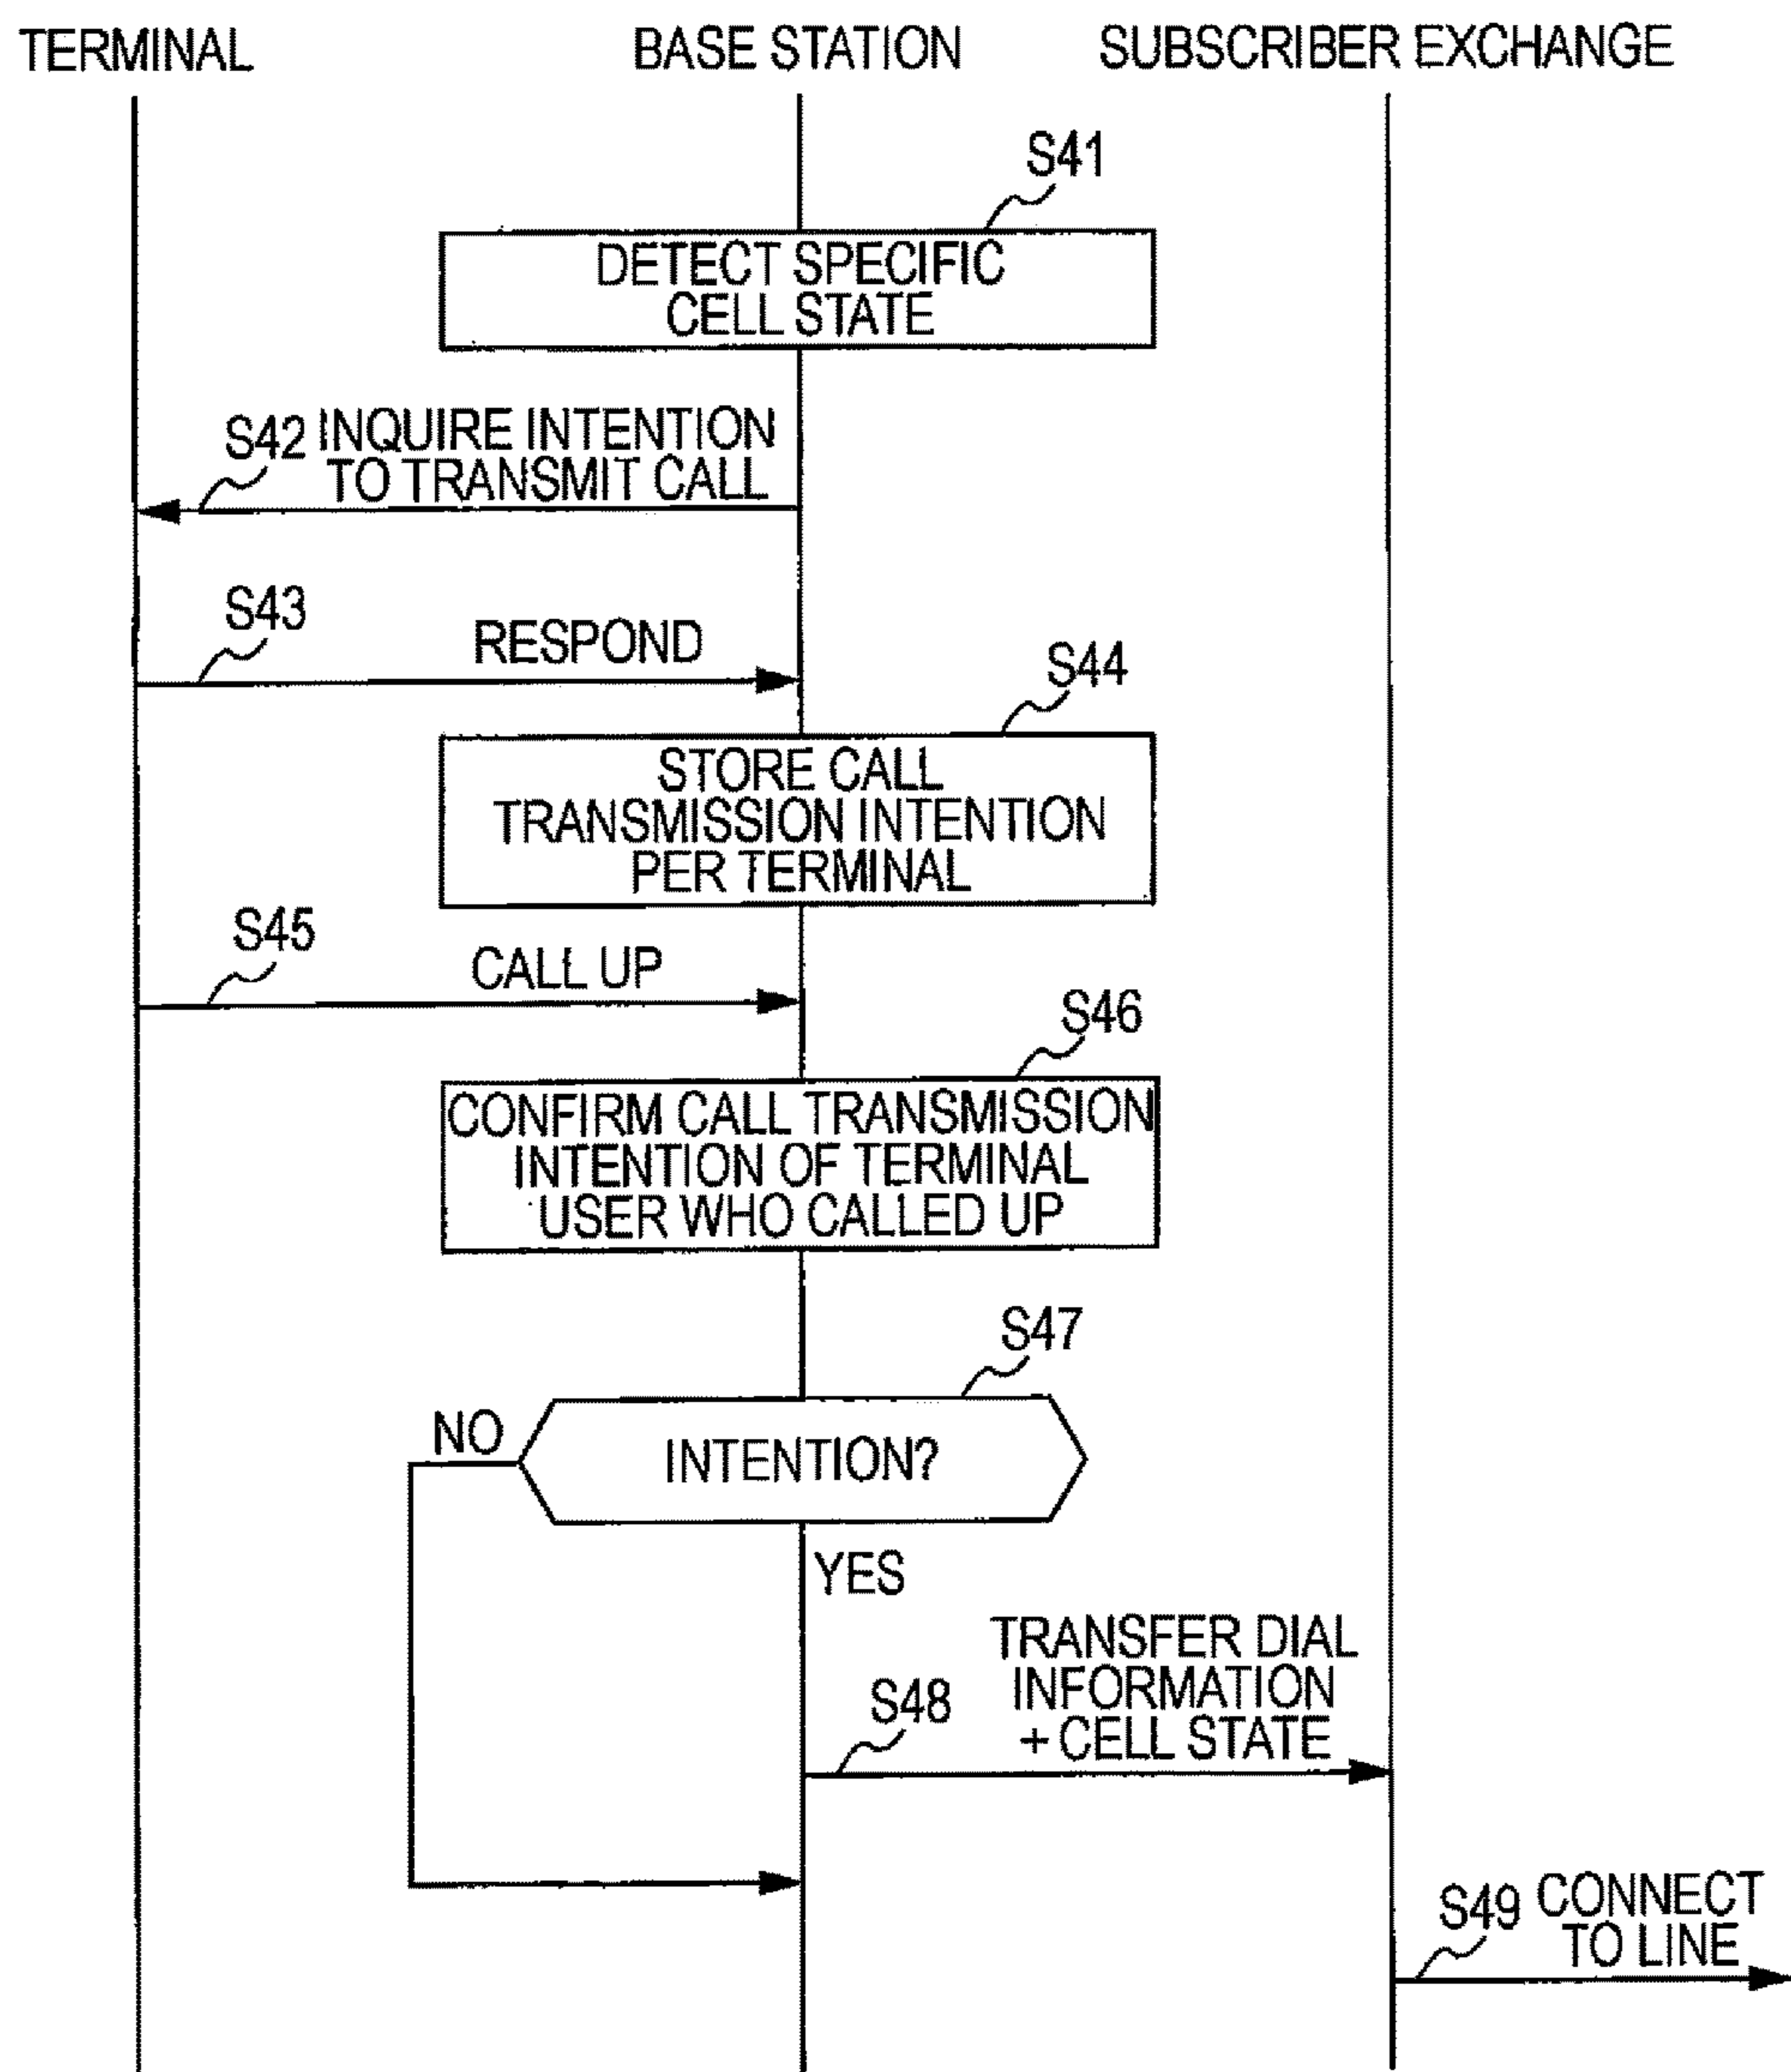 TERMINAL
BASE STATION
SUBSCRIBER EXCHANGE
S41
DETECT SPECIFIC
CELL STATE
S42
INQUIRE INTENTION
TO TRANSMIT CALL
S43
RESPOND
S44
STORE CALL
TRANSMISSION INTENTION
PER TERMINAL
S45
CALL UP
S46
CONFIRM CALL TRANSMISSION
INTENTION OF TERMINAL
USER WHO CALLED UP
S47
NO
INTENTION?
YES
TRANSFER DIAL
INFORMATION
+ CELL STATE
S48
S49
CONNECT
TO LINE